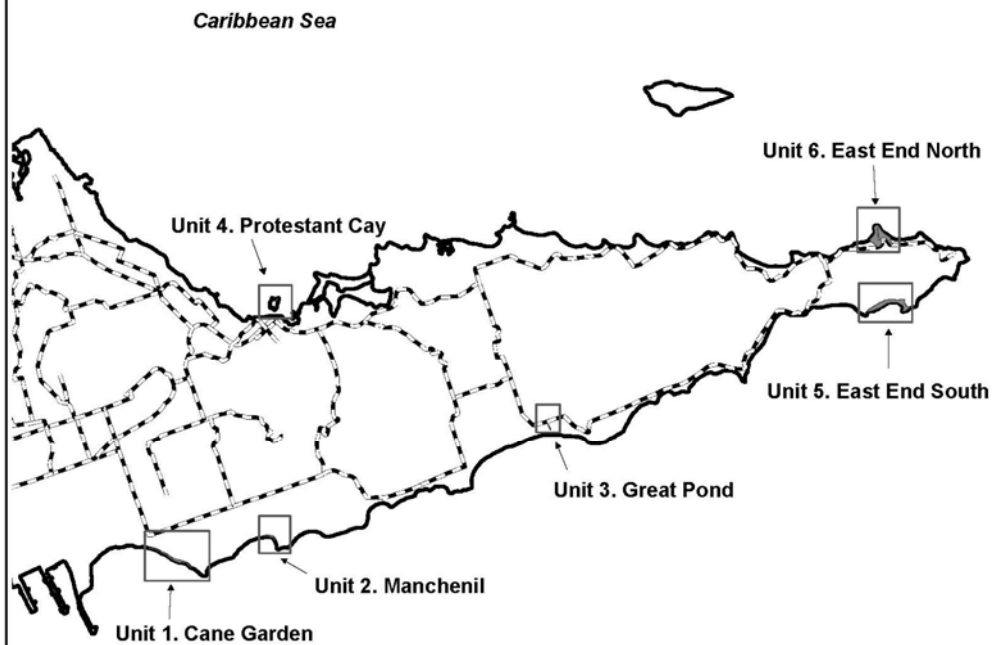 Caribbean Sea
Unit 6. East End North
Unit 4. Protestant Cay
Unit 5. East End South
Unit 3. Great Pond
Unit 2. Manchenil
Unit 1. Cane Garden